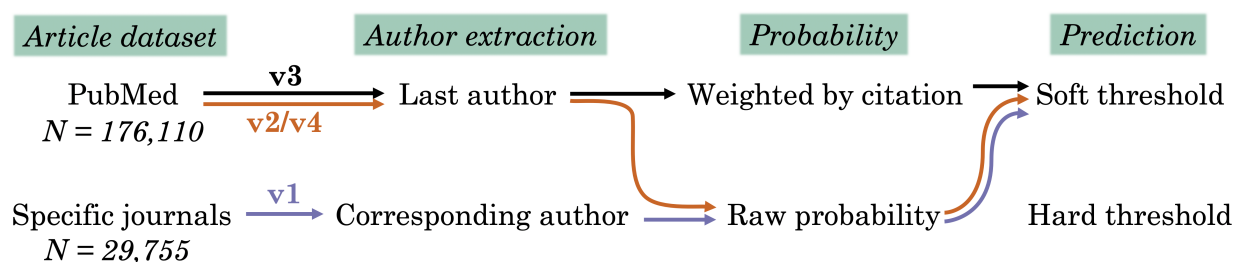 Article dataset
Author extraction
Probability
Prediction
v3
PubMed
Last author
Weighted by citation
Soft threshold
v2/v4
N = 176,110
v1
Specific journals
Corresponding author
Raw probability
Hard threshold
N = 29,755